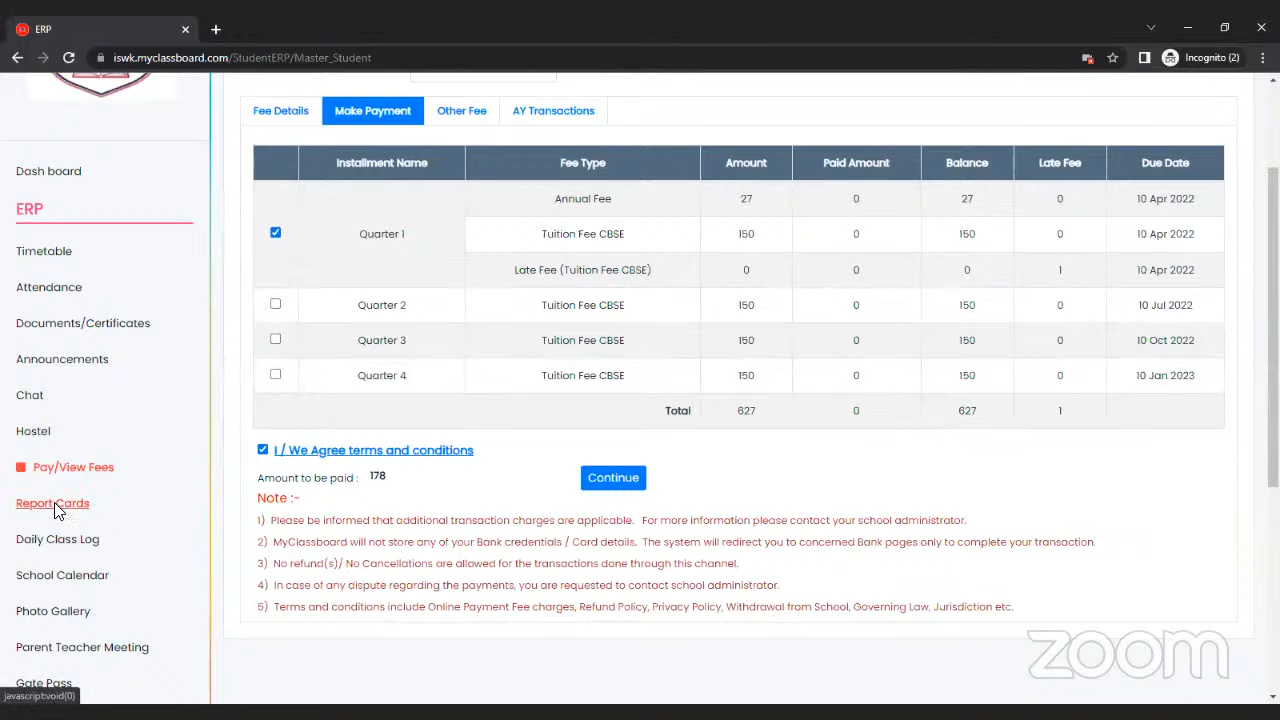 ERP
iswk.myclassboard.com/StudentERP/Master_Student
Incognito (2)
Dash board
ERP
Timetable
Attendance
Documents/Certificates
Announcements
Chat
Hostel
Pay/View Fees
Report Cards
Daily Class Log
School Calendar
Photo Gallery
Parent Teacher Meeting
Gate Pass
javascript:void(0)
Fee Details Make Payment Other Fee AY Transactions
Installment Name Fee Type Amount Paid Amount Balance Late Fee Due Date
Annual Fee 27 0 27 0 10 Apr 2022
Quarter 1 Tuition Fee CBSE 150 0 150 0 10 Apr 2022
Late Fee (Tuition Fee CBSE) 0 0 0 1 10 Apr 2022
Quarter 2 Tuition Fee CBSE 150 0 150 0 10 Jul 2022
Quarter 3 Tuition Fee CBSE 150 0 150 0 10 Oct 2022
Quarter 4 Tuition Fee CBSE 150 0 150 0 10 Jan 2023
Total 627 0 627 1
I / We Agree terms and conditions
Amount to be paid : 178 Continue
Note :-
1) Please be informed that additional transaction charges are applicable. For more information please contact your school administrator.
2) MyClassboard will not store any of your Bank credentials / Card details. The system will redirect you to concerned Bank pages only to complete your transaction.
3) No refund(s)/ No Cancellations are allowed for the transactions done through this channel.
4) In case of any dispute regarding the payments, you are requested to contact school administrator.
5) Terms and conditions include Online Payment Fee charges, Refund Policy, Privacy Policy, Withdrawal from School, Governing Law, Jurisdiction etc.
zoom